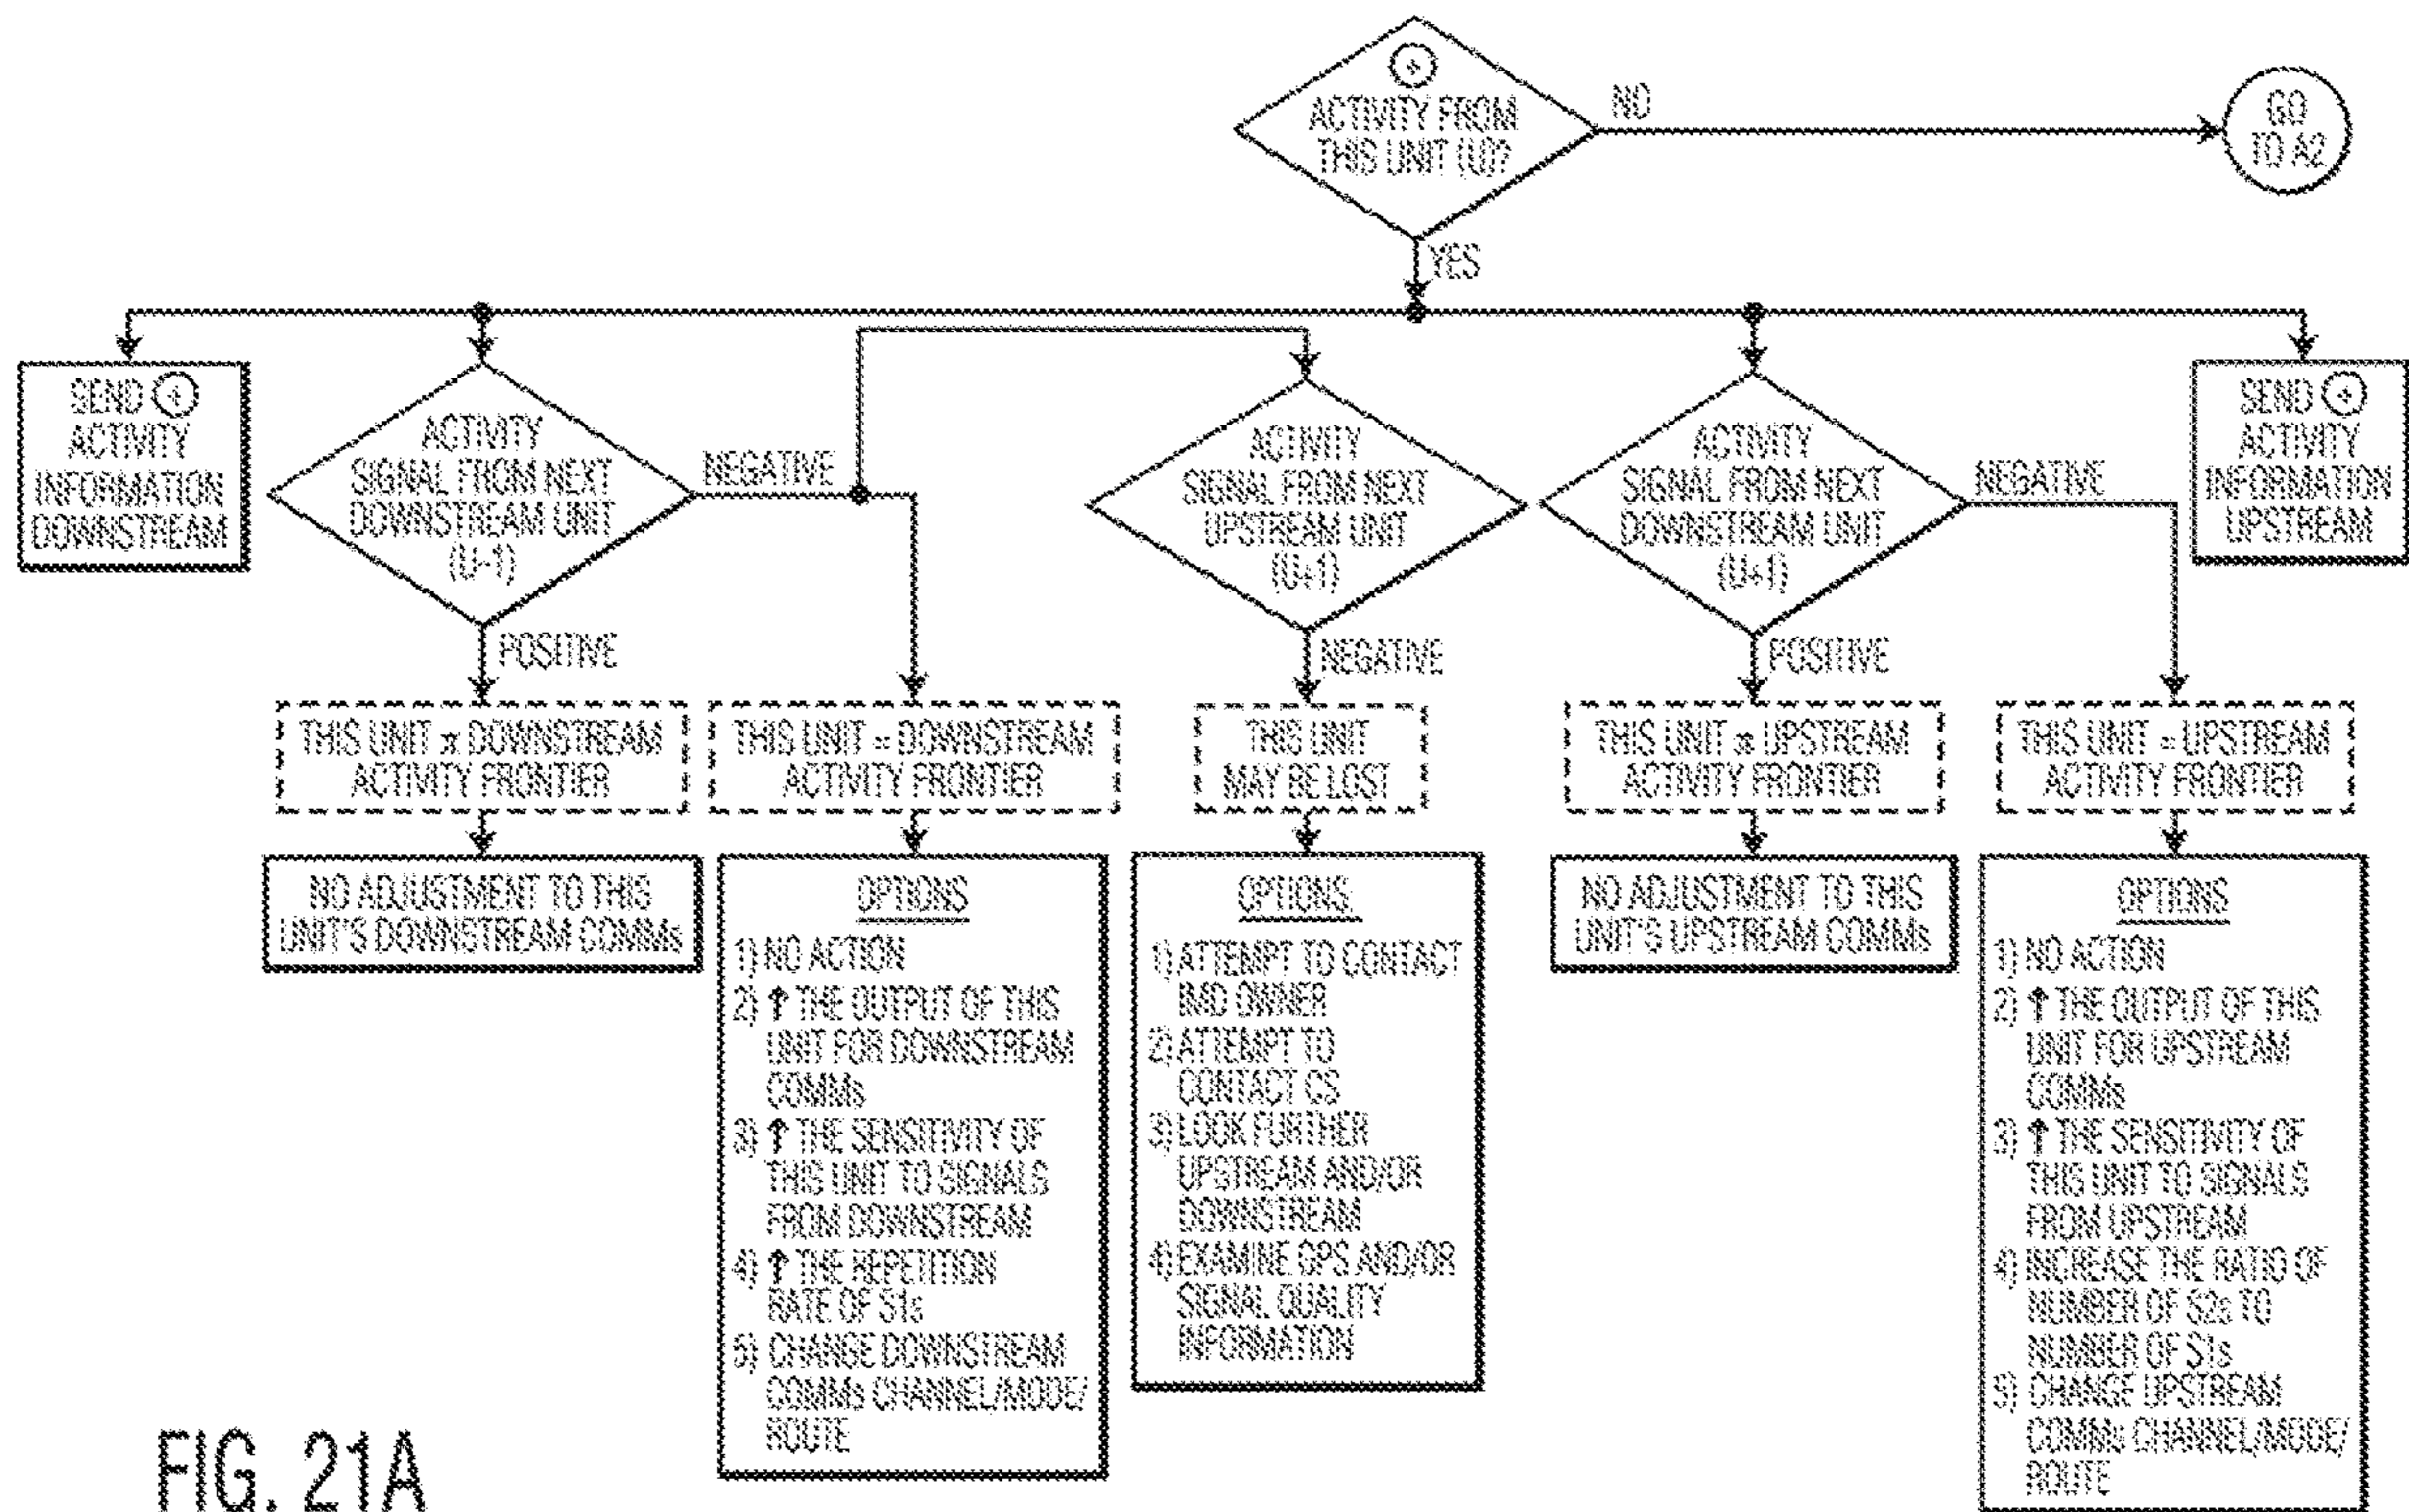 ⊕
ACTIVITY FROM
THIS UNIT (U)?
NO
GO
TO A2
YES
SEND ⊕
ACTIVITY
INFORMATION
DOWNSTREAM
ACTIVITY
SIGNAL FROM NEXT
DOWNSTREAM UNIT
(U-1)
NEGATIVE
POSITIVE
ACTIVITY
SIGNAL FROM NEXT
UPSTREAM UNIT
(U+1)
NEGATIVE
ACTIVITY
SIGNAL FROM NEXT
DOWNSTREAM UNIT
(U+1)
NEGATIVE
POSITIVE
SEND ⊕
ACTIVITY
INFORMATION
UPSTREAM
THIS UNIT ≠ DOWNSTREAM
ACTIVITY FRONTIER
THIS UNIT = DOWNSTREAM
ACTIVITY FRONTIER
THIS UNIT
MAY BE LOST
THIS UNIT ≠ UPSTREAM
ACTIVITY FRONTIER
THIS UNIT = UPSTREAM
ACTIVITY FRONTIER
NO ADJUSTMENT TO THIS
UNIT'S DOWNSTREAM COMMs
OPTIONS
1) NO ACTION
2) ↑ THE OUTPUT OF THIS
UNIT FOR DOWNSTREAM
COMMs
3) ↑ THE SENSITIVITY OF
THIS UNIT TO SIGNALS
FROM DOWNSTREAM
4) ↑ THE REPETITION
RATE OF S1s
5) CHANGE DOWNSTREAM
COMMs CHANNEL/MODE/
ROUTE
OPTIONS:
1) ATTEMPT TO CONTACT
IMD OWNER
2) ATTEMPT TO
CONTACT CS
3) LOOK FURTHER
UPSTREAM AND/OR
DOWNSTREAM
4) EXAMINE GPS AND/OR
SIGNAL QUALITY
INFORMATION
NO ADJUSTMENT TO THIS
UNIT'S UPSTREAM COMMs
OPTIONS
1) NO ACTION
2) ↑ THE OUTPUT OF THIS
UNIT FOR UPSTREAM
COMMs
3) ↑ THE SENSITIVITY OF
THIS UNIT TO SIGNALS
FROM UPSTREAM
4) INCREASE THE RATIO OF
NUMBER OF S2s TO
NUMBER OF S1s
5) CHANGE UPSTREAM
COMMs CHANNEL/MODE/
ROUTE
FIG. 21A